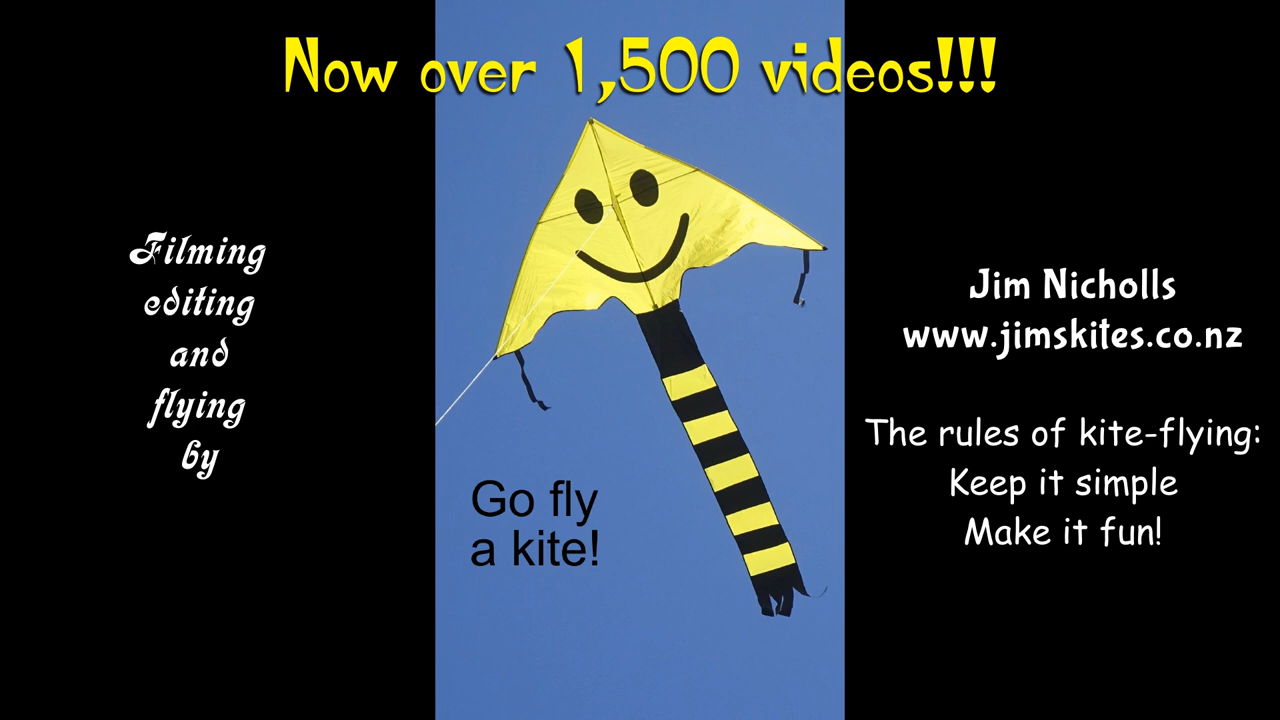 Now over 1,500 videos!!!
Filming
editing
and
flying
by
Go fly
a kite!
Jim Nicholls
www.jimskites.co.nz
The rules of kite-flying:
Keep it simple
Make it fun!